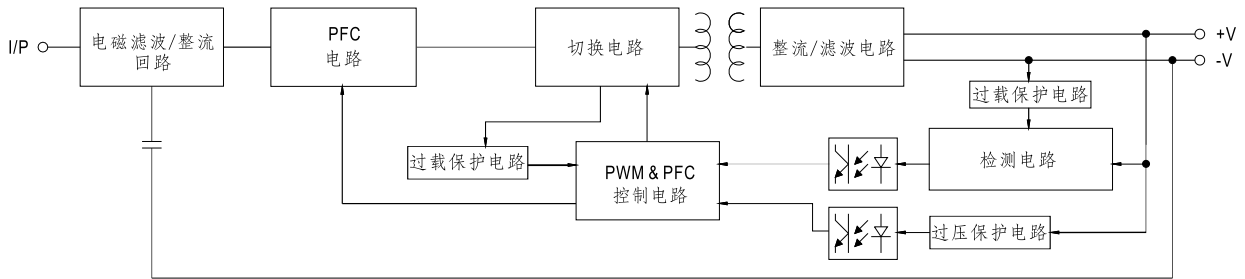 I/P
电磁滤波/整流
回路
PFC
电路
切换电路
整流/滤波电路
+V
-V
过载保护电路
过载保护电路
PWM & PFC
控制电路
检测电路
过压保护电路